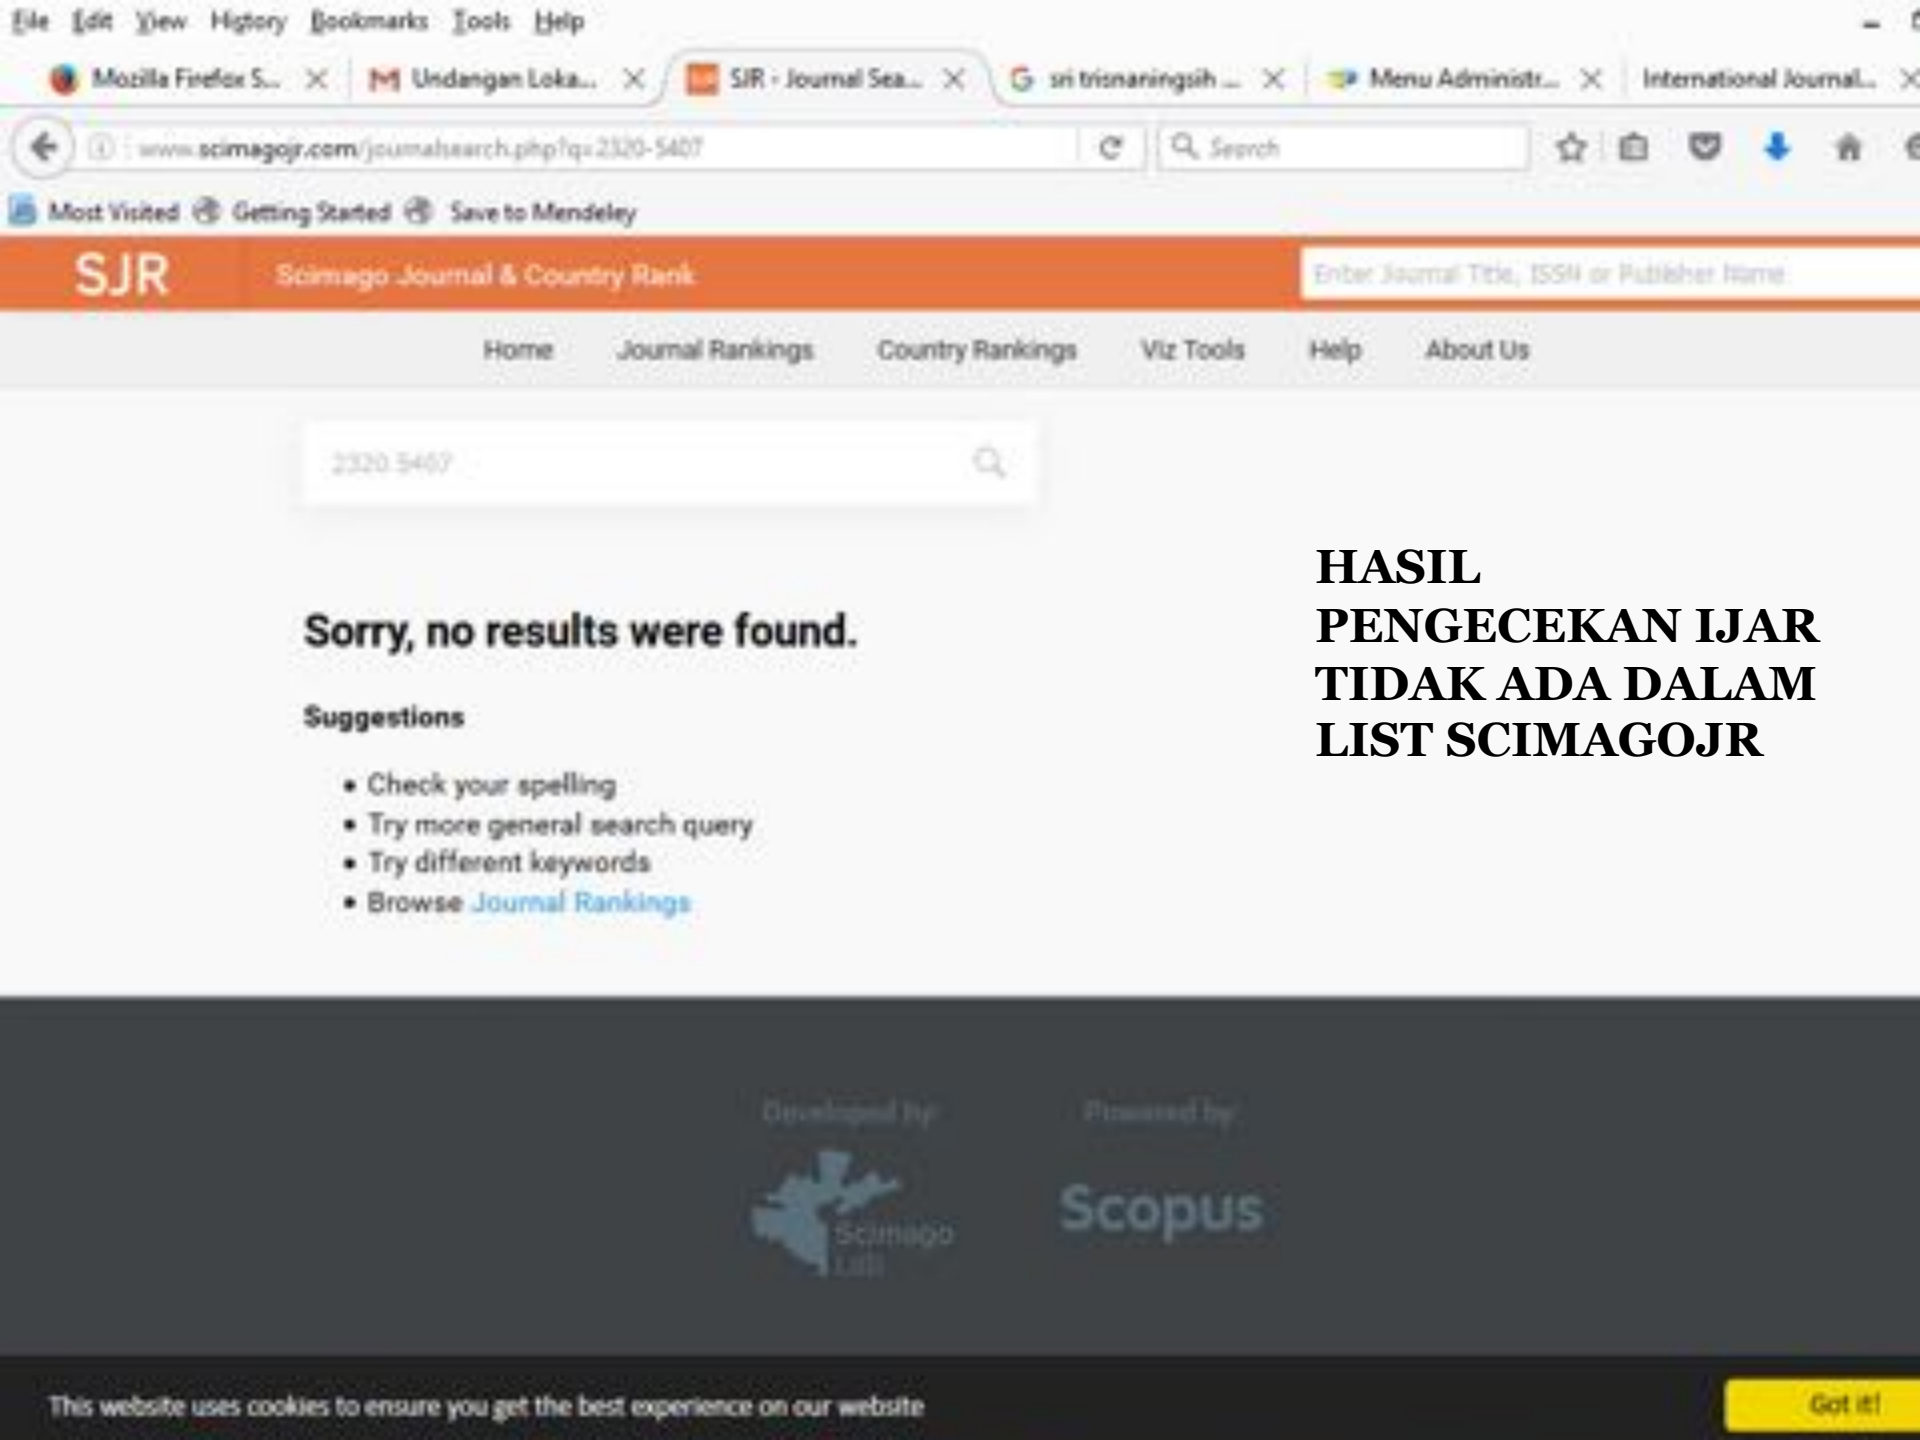 File Edit View History Bookmarks Tools Help
Mozilla Firefox S... Undangan Loka... SJR - Journal Sea... sri trisnaningsih ... Menu Administr... International Journal...
www.scimagojr.com/journalsearch.php?q=2320-5407 Search
Most Visited Getting Started Save to Mendeley
SJR Scimago Journal & Country Rank Enter Journal Title, ISSN or Publisher Name
Home Journal Rankings Country Rankings Viz Tools Help About Us
2320-5407
Sorry, no results were found.
Suggestions
• Check your spelling
• Try more general search query
• Try different keywords
• Browse Journal Rankings
HASIL
PENGECEKAN IJAR
TIDAK ADA DALAM
LIST SCIMAGOJR
Developed by: Powered by:
Scimago
Lab
Scopus
This website uses cookies to ensure you get the best experience on our website Got it!